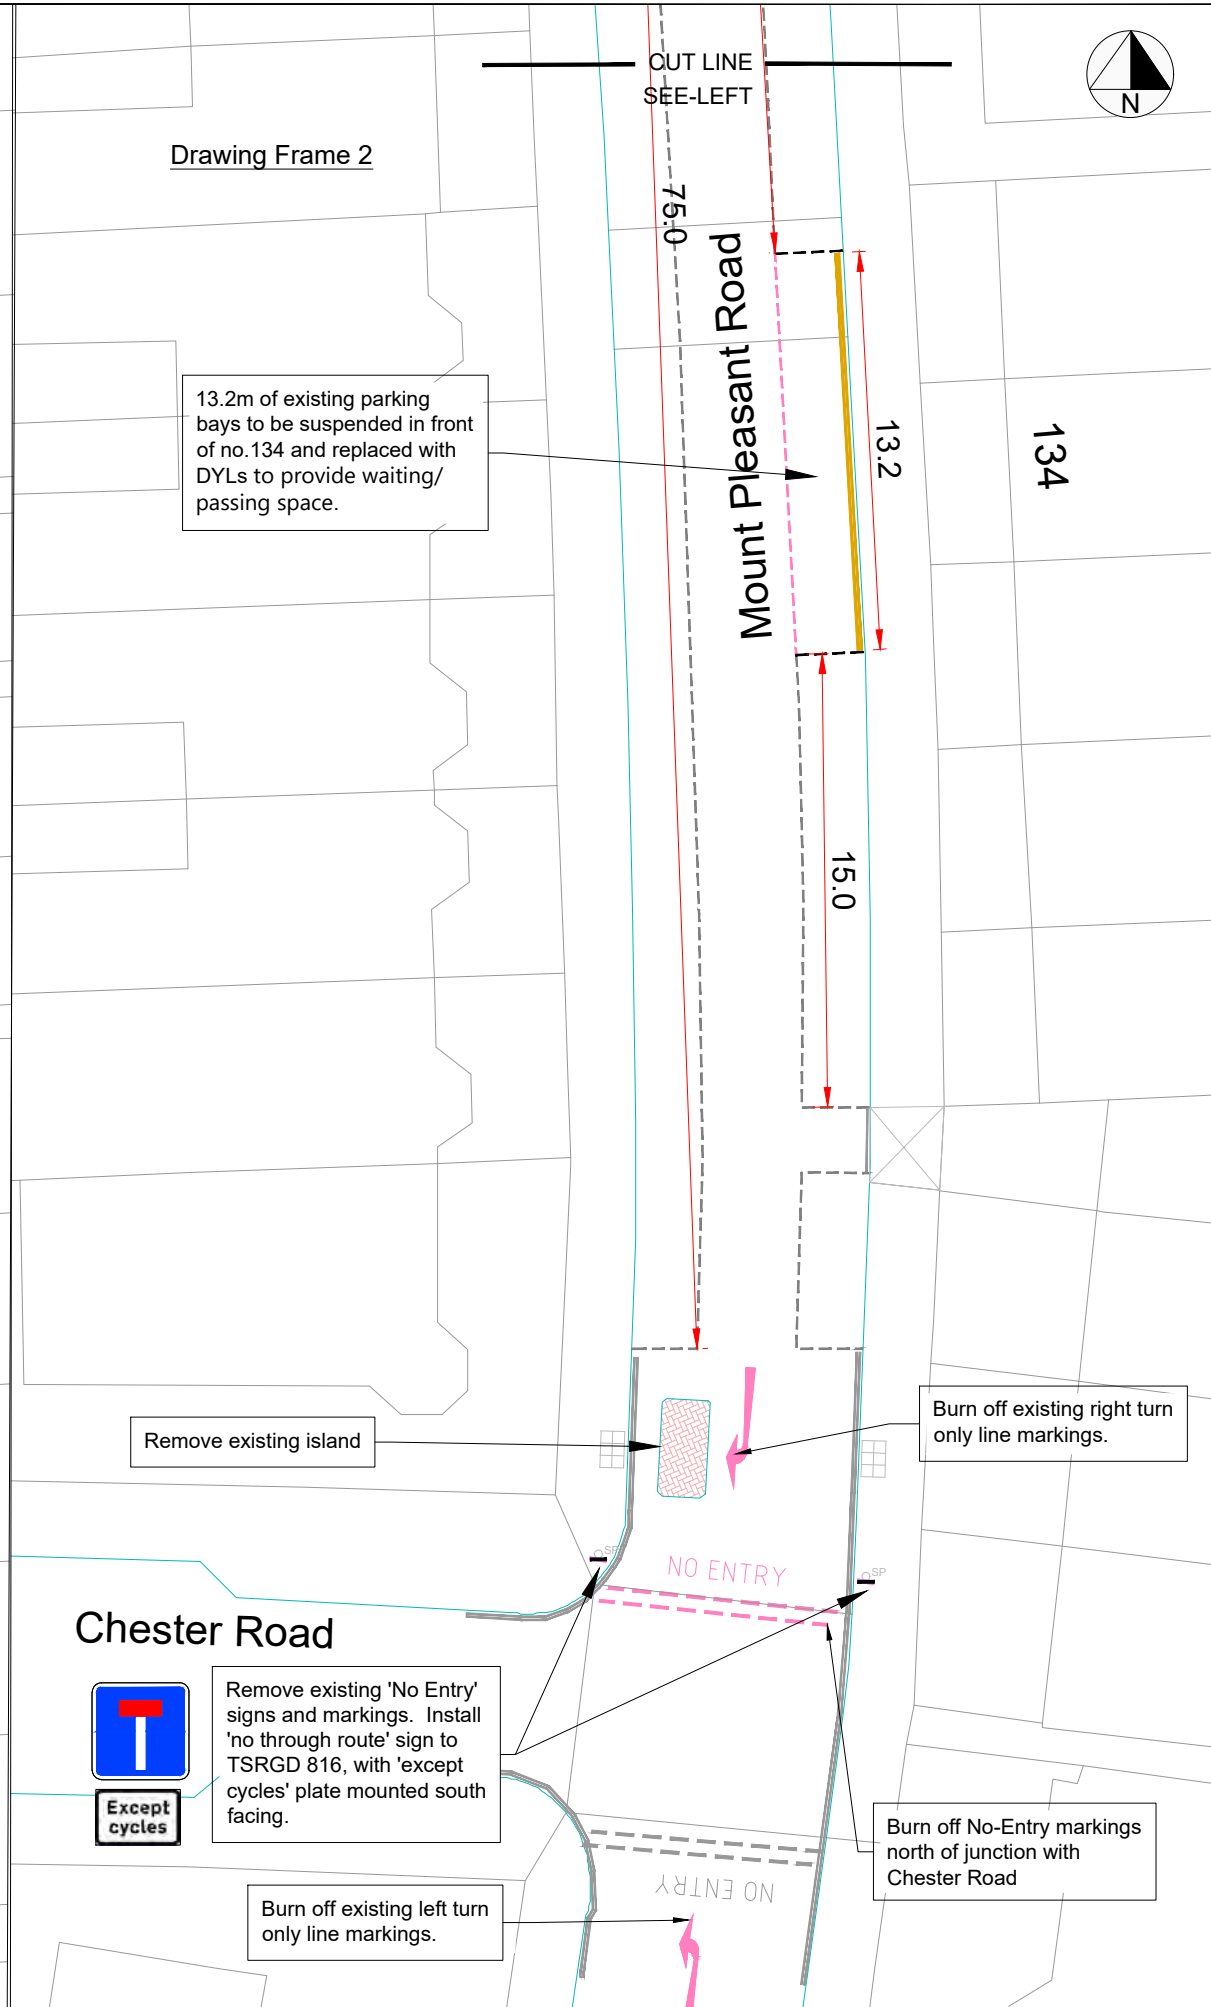 CUT LINE
SEE-LEFT
N
Drawing Frame 2
75.0
Mount Pleasant Road
13.2m of existing parking
bays to be suspended in front
of no.134 and replaced with
DYLs to provide waiting/
passing space.
13.2
134
15.0
Remove existing island
Burn off existing right turn
only line markings.
SP
NO ENTRY
SP
Chester Road
Remove existing 'No Entry'
signs and markings.  Install
'no through route' sign to
TSRGD 816, with 'except
cycles' plate mounted south
facing.
Except
cycles
Burn off No-Entry markings
north of junction with
Chester Road
NO ENTRY
Burn off existing left turn
only line markings.